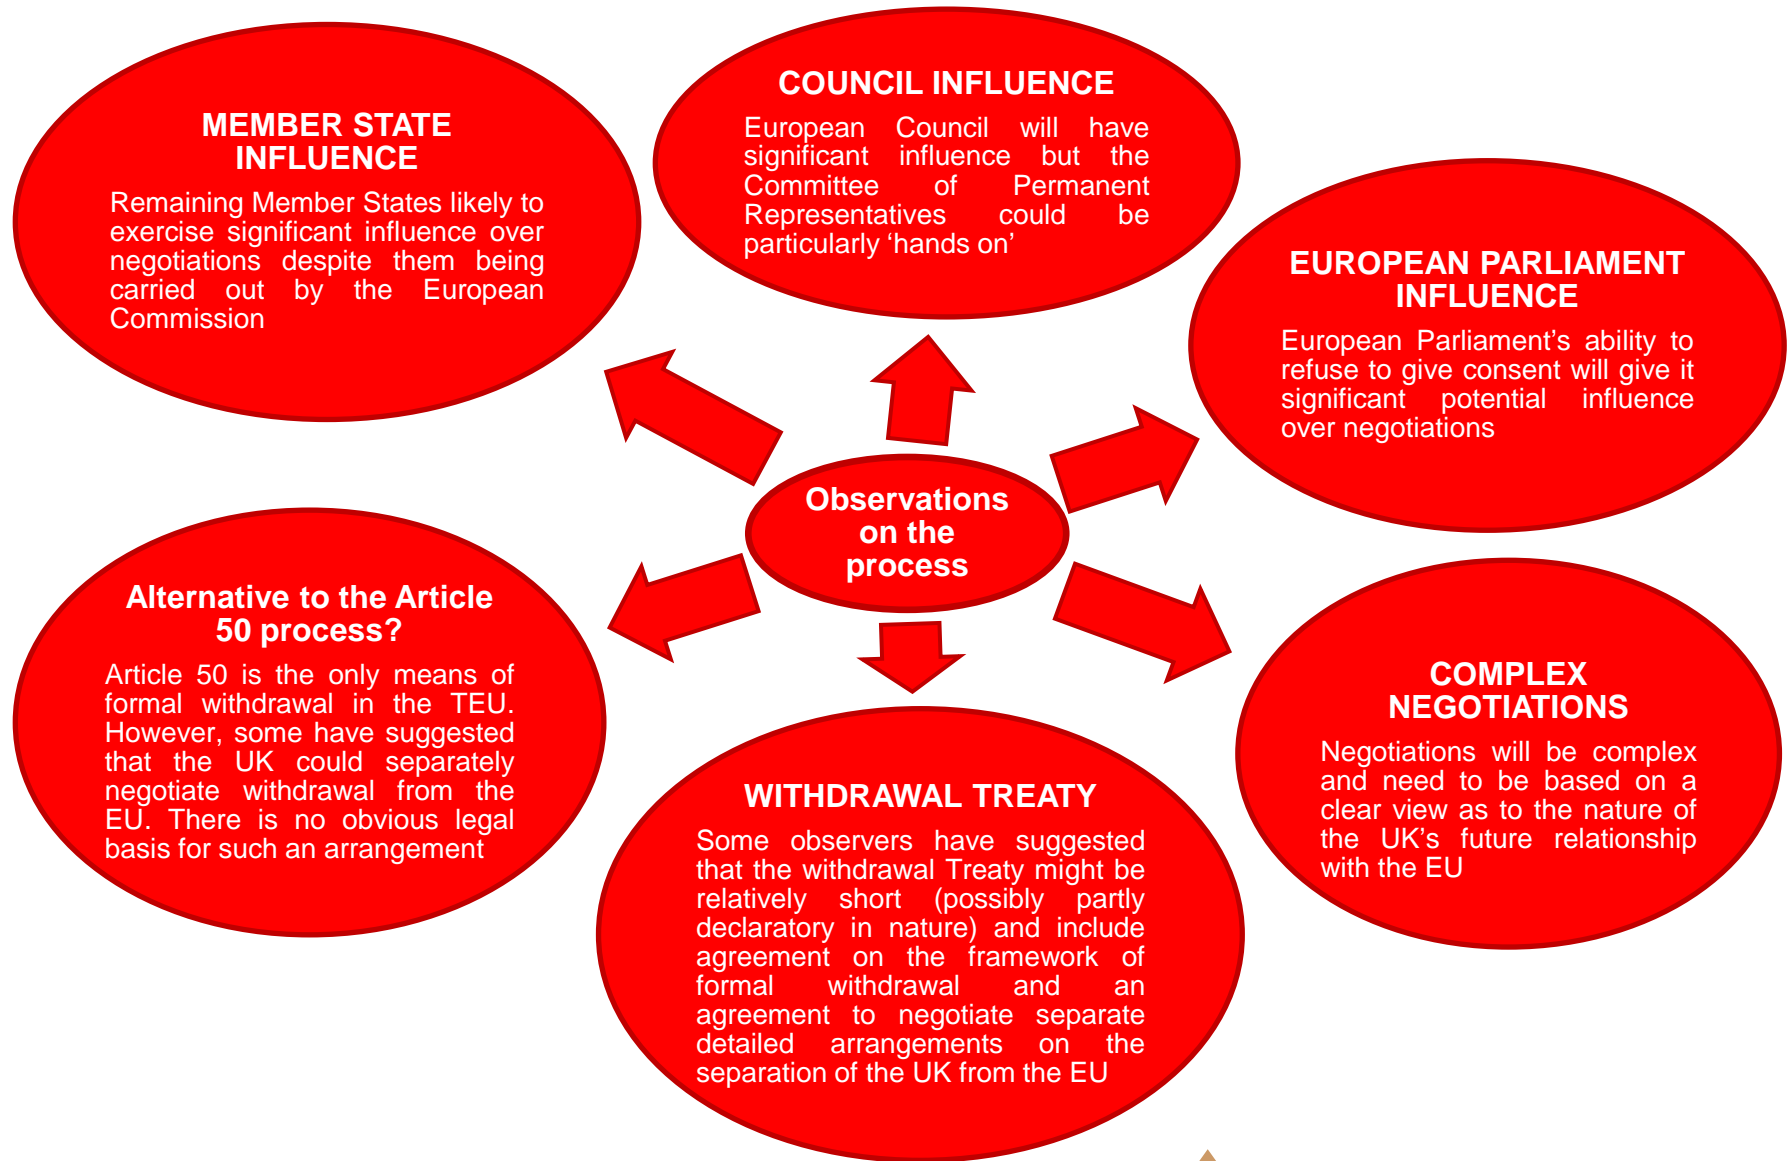 COUNCIL INFLUENCE
European Council will have
significant influence but the
Committee of Permanent
Representatives could be
particularly ‘hands on’
MEMBER STATE
INFLUENCE
Remaining Member States likely to
exercise significant influence over
negotiations despite them being
carried out by the European
Commission
EUROPEAN PARLIAMENT
INFLUENCE
European Parliament’s ability to
refuse to give consent will give it
significant potential influence
over negotiations
Observations
on the
process
Alternative to the Article
50 process?
Article 50 is the only means of
formal withdrawal in the TEU.
However, some have suggested
that the UK could separately
negotiate withdrawal from the
EU. There is no obvious legal
basis for such an arrangement
COMPLEX
NEGOTIATIONS
Negotiations will be complex
and need to be based on a
clear view as to the nature of
the UK’s future relationship
with the EU
WITHDRAWAL TREATY
Some observers have suggested
that the withdrawal Treaty might be
relatively short (possibly partly
declaratory in nature) and include
agreement on the framework of
formal withdrawal and an
agreement to negotiate separate
detailed arrangements on the
separation of the UK from the EU